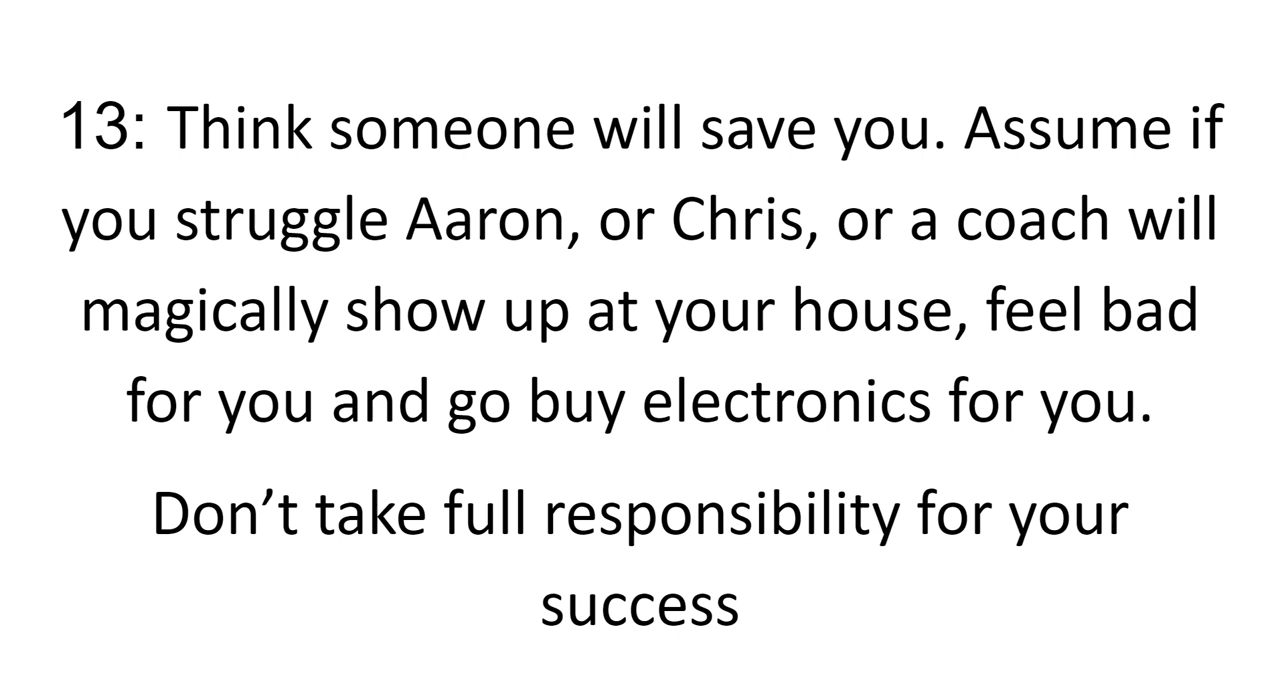 13: Think someone will save you. Assume if
you struggle Aaron, or Chris, or a coach will
magically show up at your house, feel bad
for you and go buy electronics for you.
Don’t take full responsibility for your
success